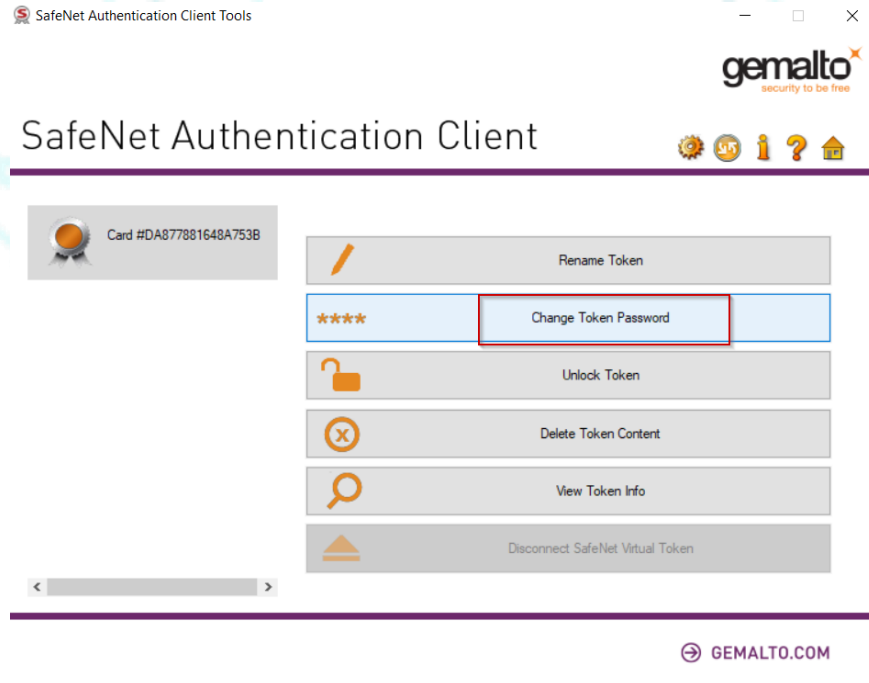 SafeNet Authentication Client Tools
gemalto
security to be free
SafeNet Authentication Client
Card #DA877881648A753B
Rename Token
**** Change Token Password
Unlock Token
Delete Token Content
View Token Info
Disconnect SafeNet Virtual Token
GEMALTO.COM